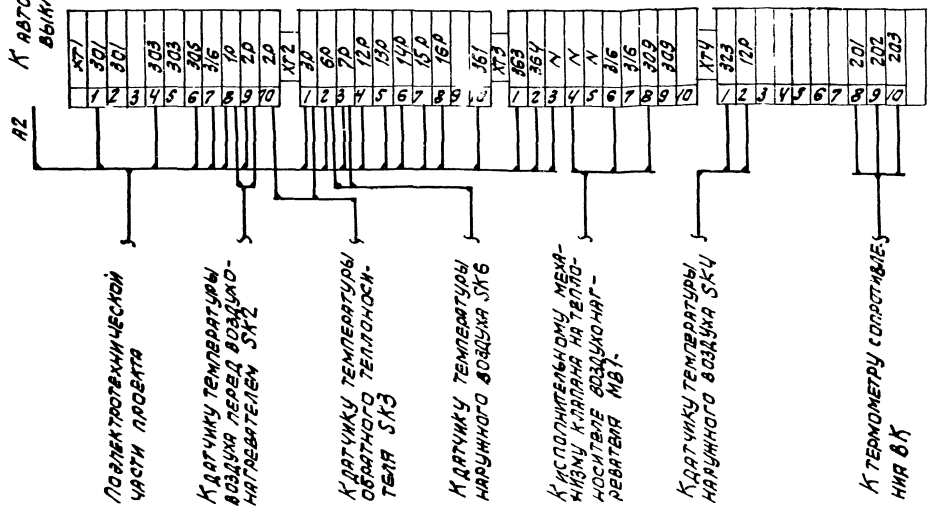 К АВТО
ВЫК
А2
ХТ1 301 301 303 303 305 316 1Р 2Р 2Р
1 2 3 4 5 6 7 8 9 10
ХТ2 3Р 6Р 7Р 12Р 13Р 14Р 15Р 16Р 361
1 2 3 4 5 6 7 8 9 10
ХТ3 363 364 N N N 316 316 309 309
1 2 3 4 5 6 7 8 9 10
ХТ4 323 12Р 201 202 203
1 2 3 4 5 6 7 8 9 10
ПО ЭЛЕКТРОТЕХНИЧЕСКОЙ
ЧАСТИ ПРОЕКТА
К ДАТЧИКУ ТЕМПЕРАТУРЫ
ВОЗДУХА ПЕРЕД ВОЗДУХО-
НАГРЕВАТЕЛЕМ SK2
К ДАТЧИКУ ТЕМПЕРАТУРЫ
ОБРАТНОГО ТЕПЛОНОСИ-
ТЕЛЯ SK3
К ДАТЧИКУ ТЕМПЕРАТУРЫ
НАРУЖНОГО ВОЗДУХА SK6
К ИСПОЛНИТЕЛЬНОМУ МЕХА-
НИЗМУ КЛАПАНА НА ТЕПЛО-
НОСИТЕЛЕ ВОЗДУХОНАГ-
РЕВАТЕЛЯ МВ1-
К ДАТЧИКУ ТЕМПЕРАТУРЫ
НАРУЖНОГО ВОЗДУХА SK4
К ТЕРМОМЕТРУ СОПРОТИВЛЕ-
НИЯ ВК